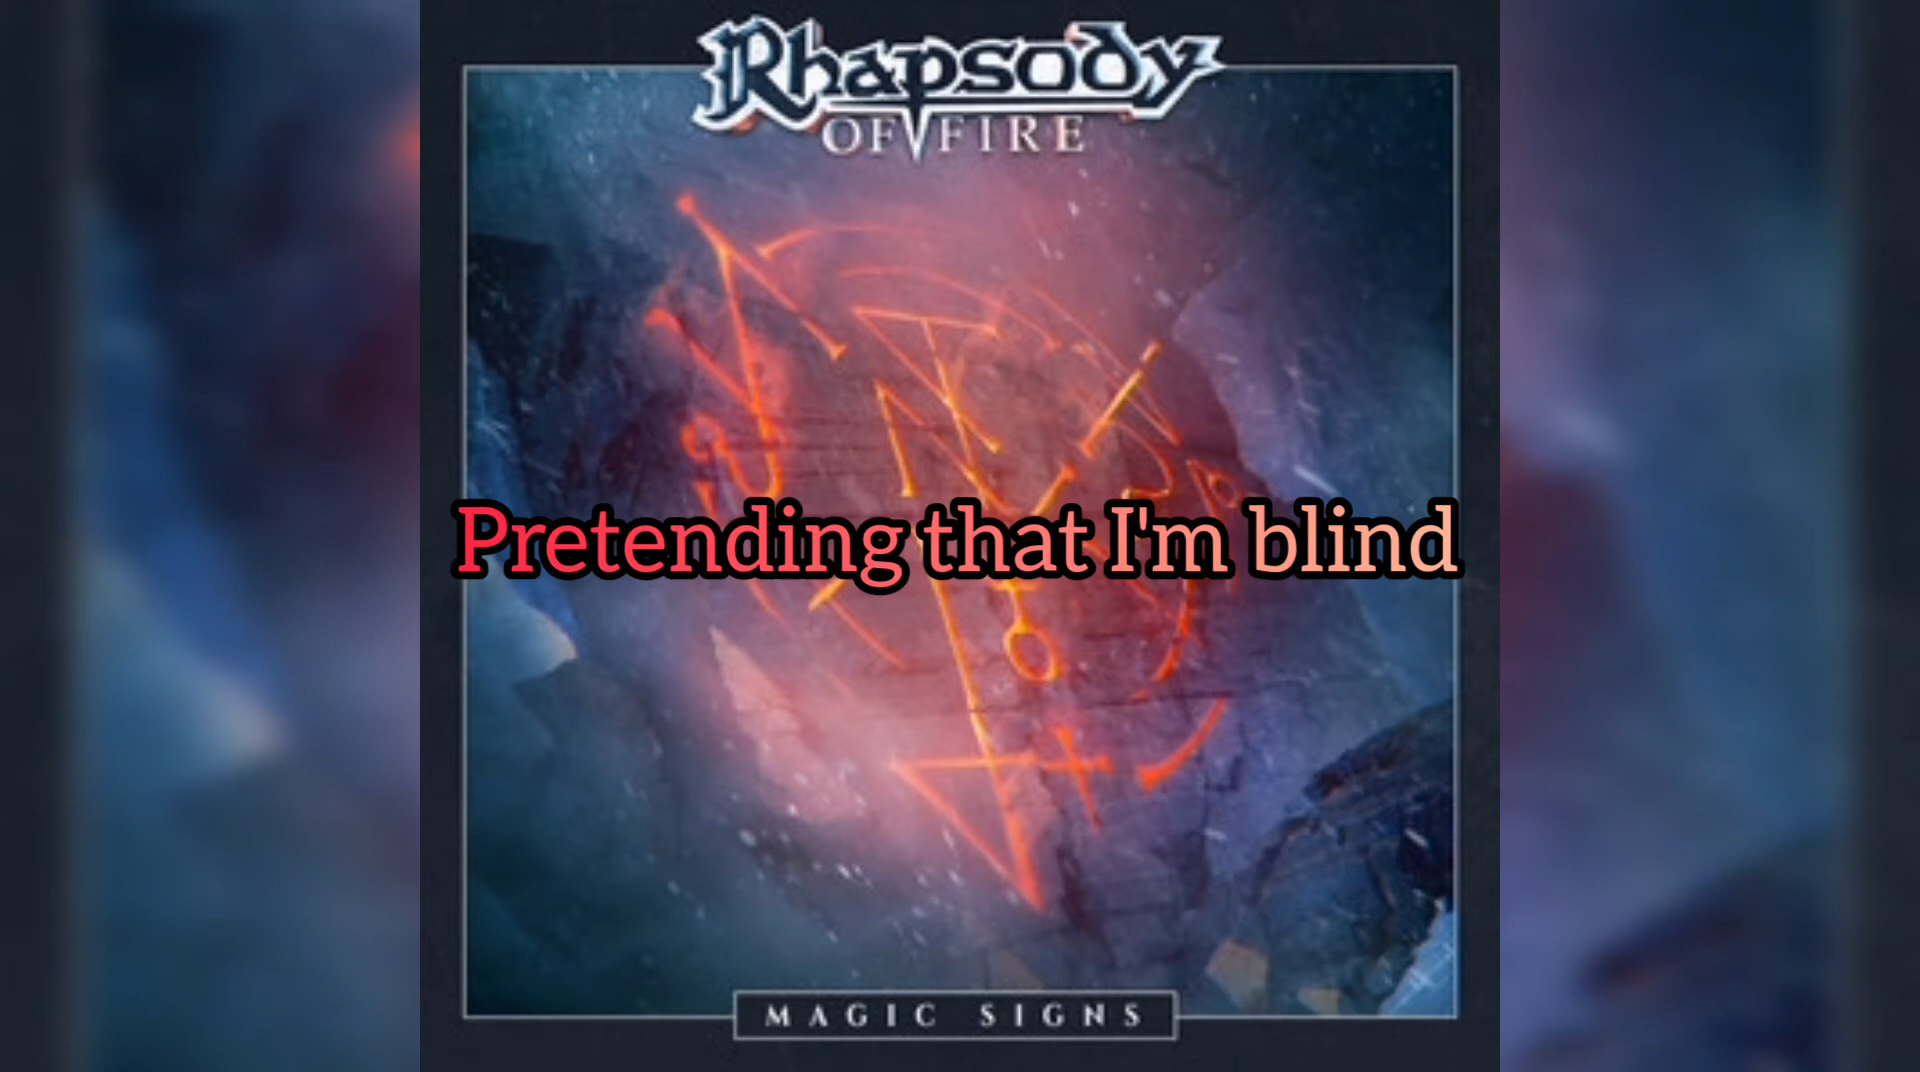 Rhapsody
OF FIRE
Pretending that I'm blind
MAGIC SIGNS